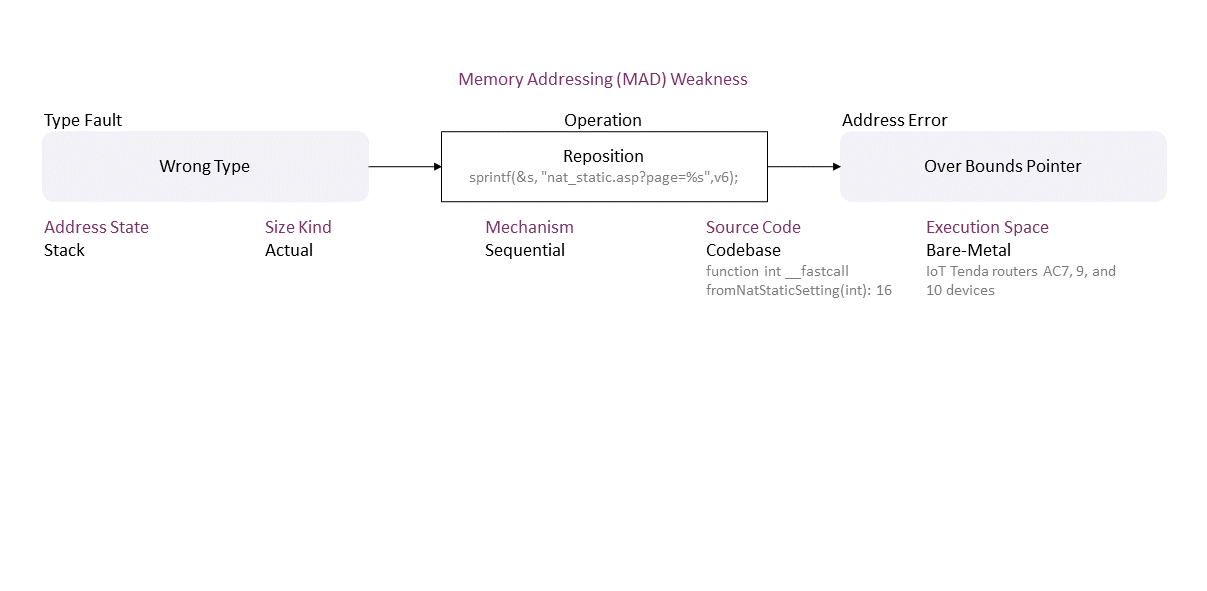 Memory Addressing (MAD) Weakness
Type Fault
Operation
Address Error
Wrong Type
Reposition
sprintf(&s, "nat_static.asp?page=%s",v6);
Over Bounds Pointer
Address State
Stack
Size Kind
Actual
Mechanism
Sequential
Source Code
Codebase
function int __fastcall
fromNatStaticSetting(int): 16
Execution Space
Bare-Metal
IoT Tenda routers AC7, 9, and
10 devices